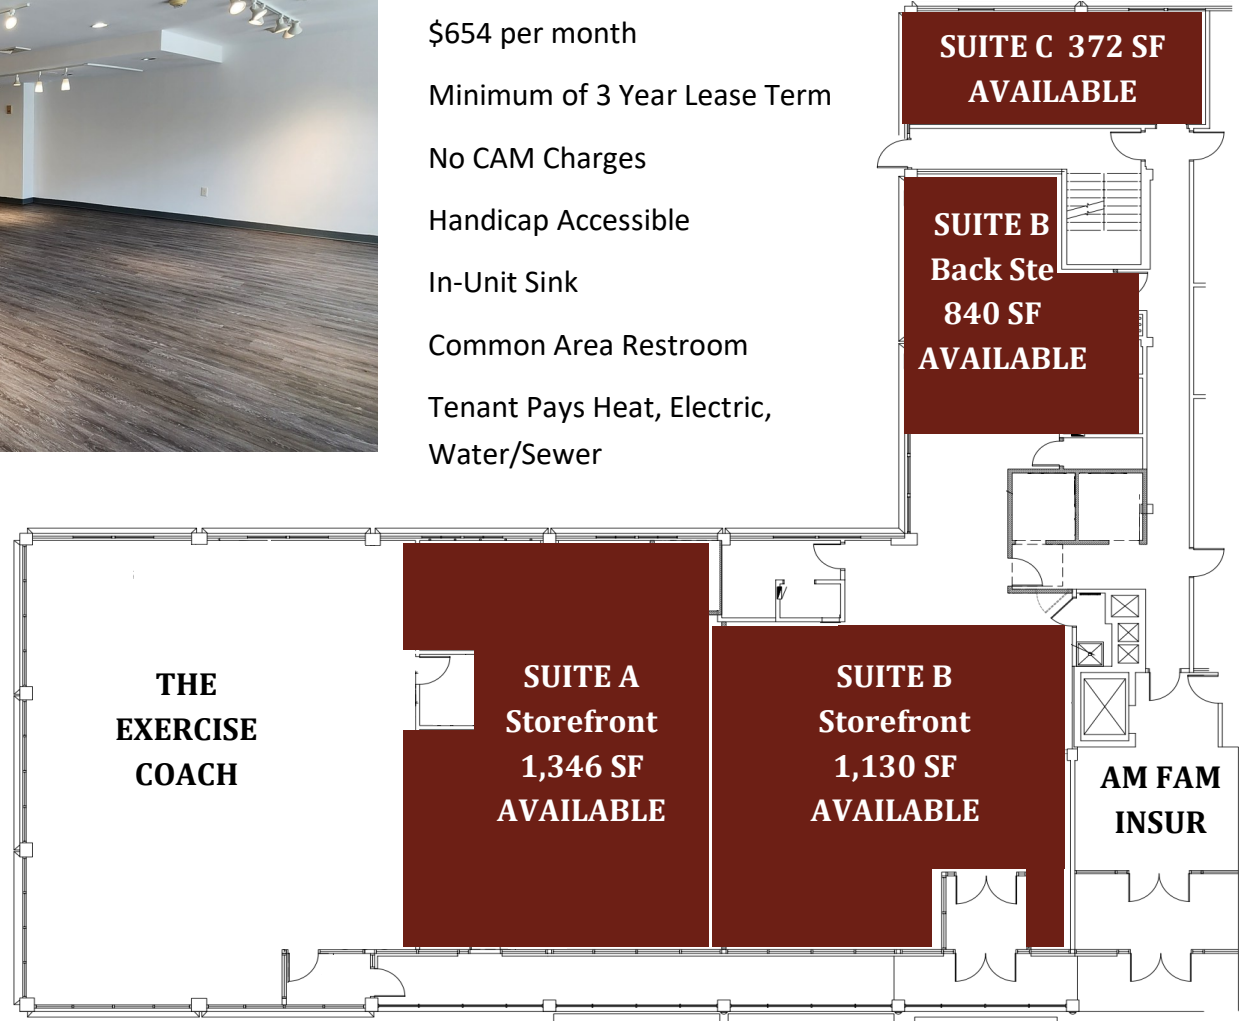 $654 per month
Minimum of 3 Year Lease Term
No CAM Charges
Handicap Accessible
In-Unit Sink
Common Area Restroom
Tenant Pays Heat, Electric,
Water/Sewer
SUITE C 372 SF
AVAILABLE
SUITE B
Back Ste
840 SF
AVAILABLE
THE
EXERCISE
COACH
SUITE A
Storefront
1,346 SF
AVAILABLE
SUITE B
Storefront
1,130 SF
AVAILABLE
AM FAM
INSUR